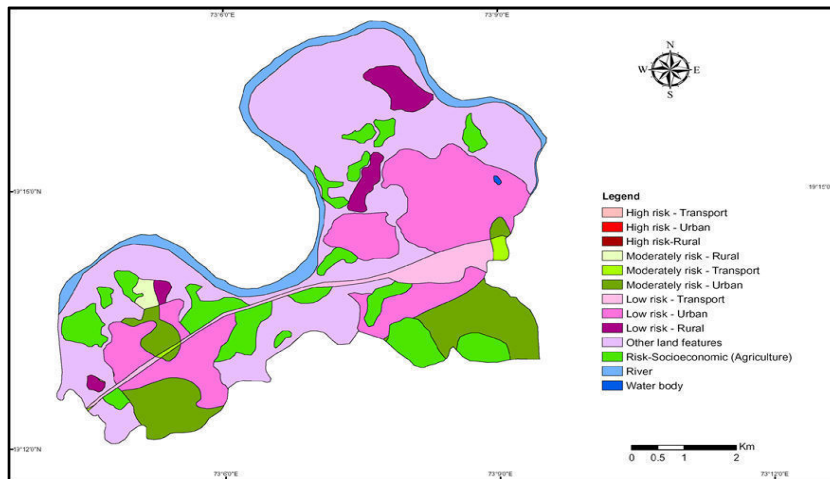 73°6'0"E 73°9'0"E
N
W E
S
19°15'0"N
Legend
High risk - Transport
High risk - Urban
High risk-Rural
Moderately risk - Rural
Moderately risk - Transport
Moderately risk - Urban
Low risk - Transport
Low risk - Urban
Low risk - Rural
Other land features
Risk-Socioeconomic (Agriculture)
River
Water body
Km
0 0.5 1 2
19°12'0"N
73°6'0"E 73°12'0"E